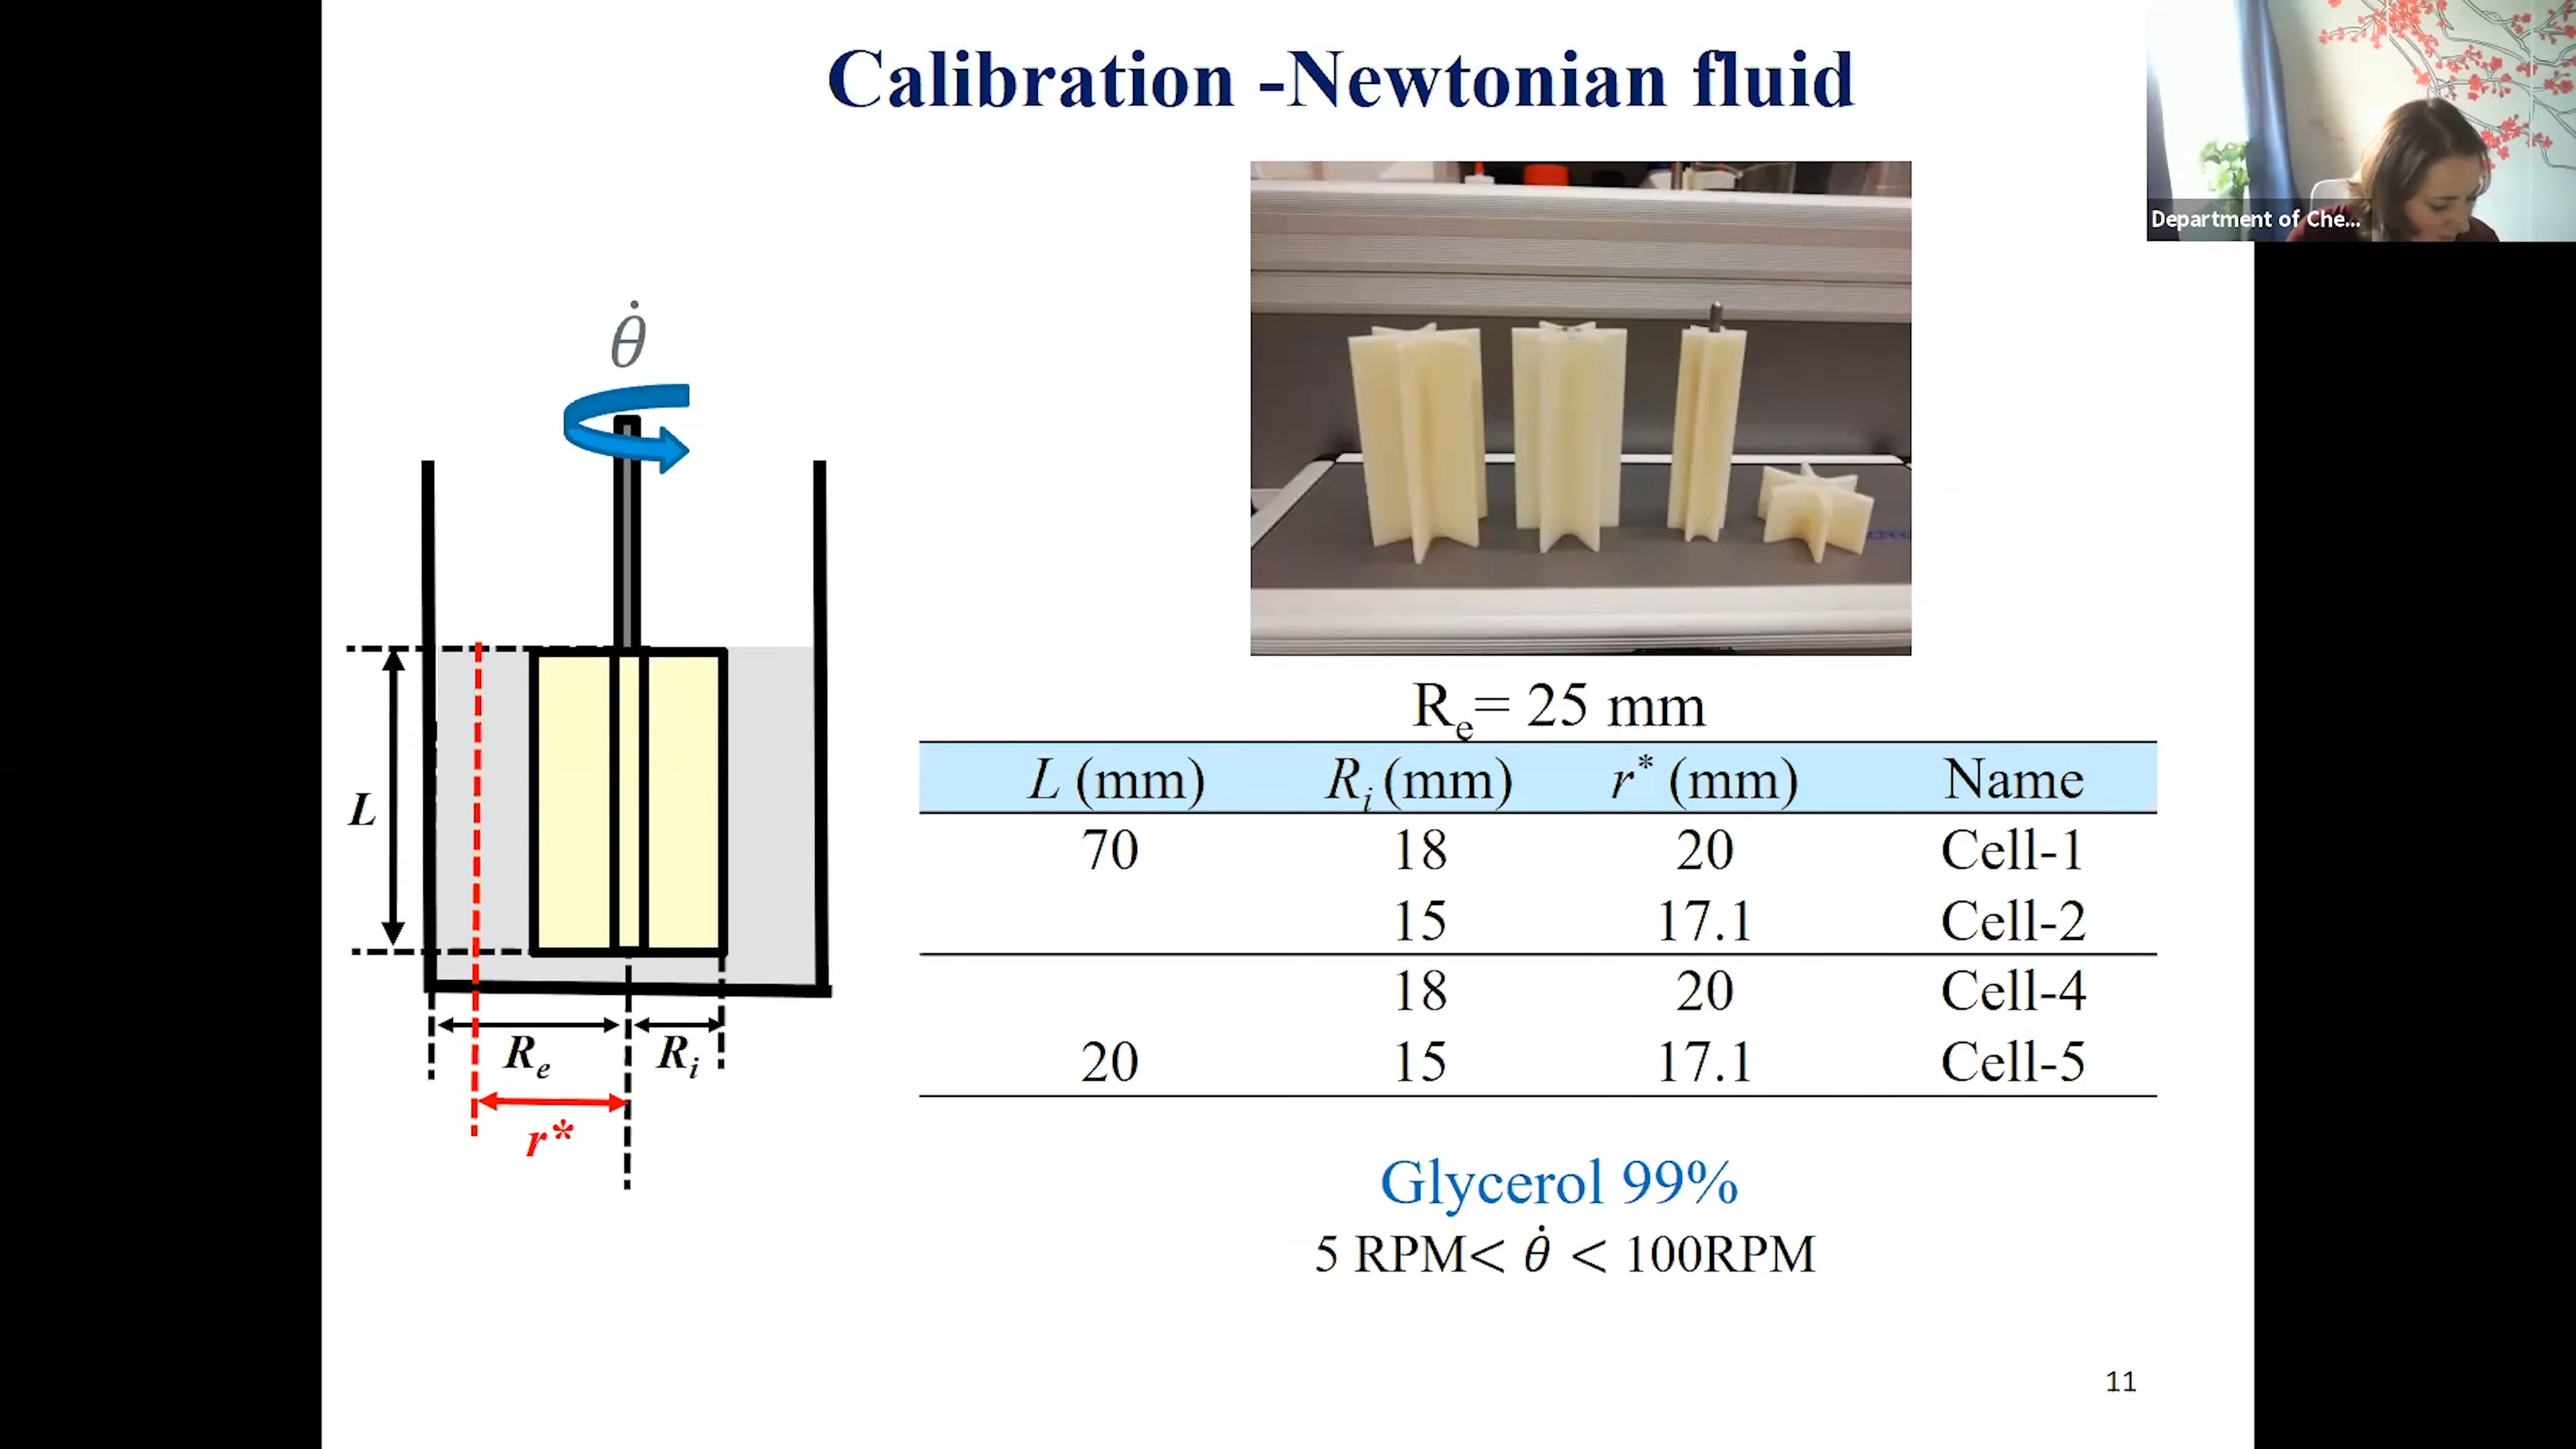 Calibration -Newtonian fluid
Department of Che...
θ̇
L
Rₑ
Rᵢ
r*
Rₑ= 25 mm
L (mm) Rᵢ (mm) r* (mm) Name
70 18 20 Cell-1
15 17.1 Cell-2
18 20 Cell-4
20 15 17.1 Cell-5
Glycerol 99%
5 RPM< θ̇ < 100RPM
11